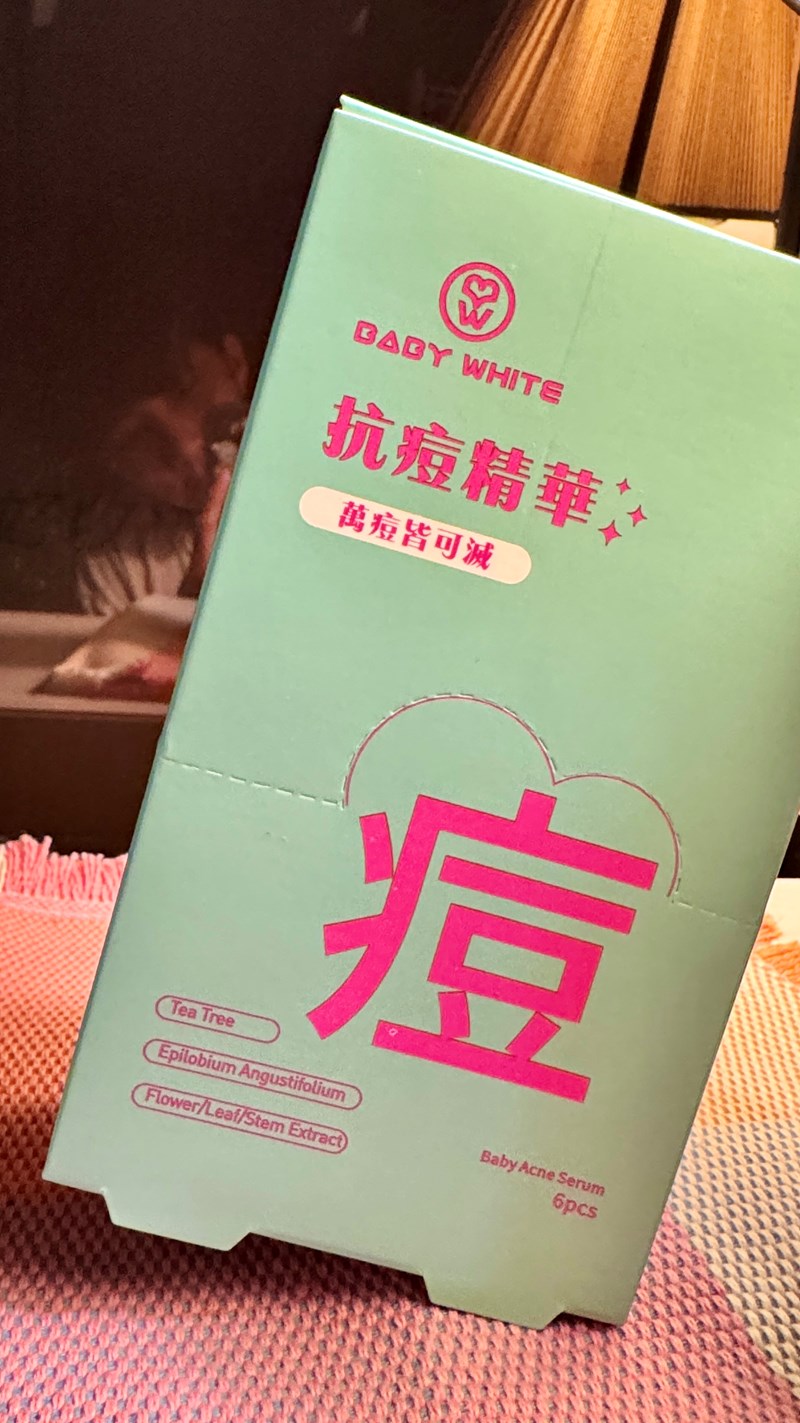 BABY WHITE
抗痘精華
萬痘皆可滅
痘
Tea Tree
Epilobium Angustifolium
Flower/Leaf/Stem Extract
Baby Acne Serum
6pcs